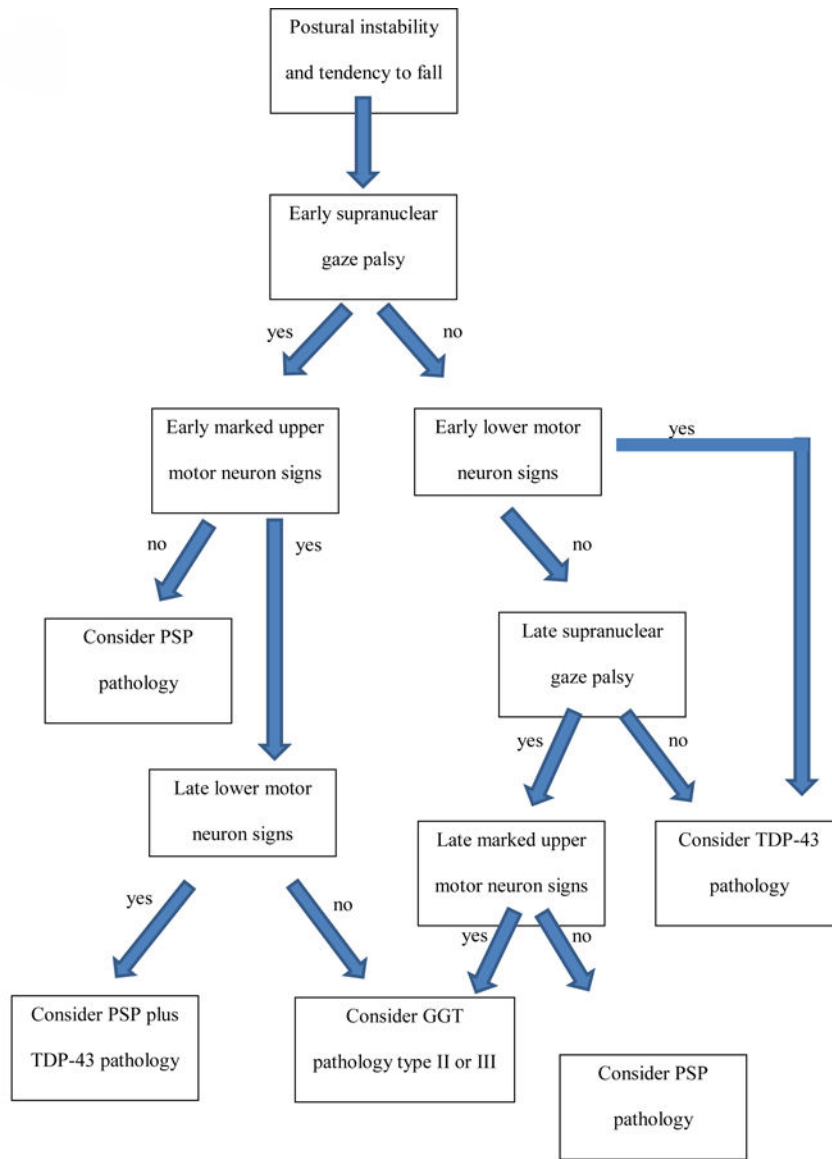 Postural instability
and tendency to fall
Early supranuclear
gaze palsy
yes
no
Early marked upper
motor neuron signs
Early lower motor
neuron signs
yes
no
yes
no
Consider PSP
pathology
Late supranuclear
gaze palsy
yes
no
Late lower motor
neuron signs
Late marked upper
motor neuron signs
Consider TDP-43
pathology
yes
no
yes
no
Consider PSP plus
TDP-43 pathology
Consider GGT
pathology type II or III
Consider PSP
pathology